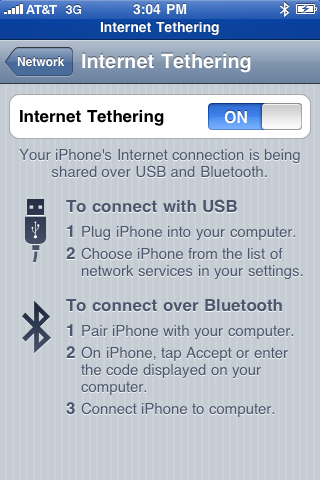 AT&T 3G 3:04 PM
Internet Tethering
Network Internet Tethering
Internet Tethering ON
Your iPhone's Internet connection is being
shared over USB and Bluetooth.
To connect with USB
1 Plug iPhone into your computer.
2 Choose iPhone from the list of
network services in your settings.
To connect over Bluetooth
1 Pair iPhone with your computer.
2 On iPhone, tap Accept or enter
the code displayed on your
computer.
3 Connect iPhone to computer.